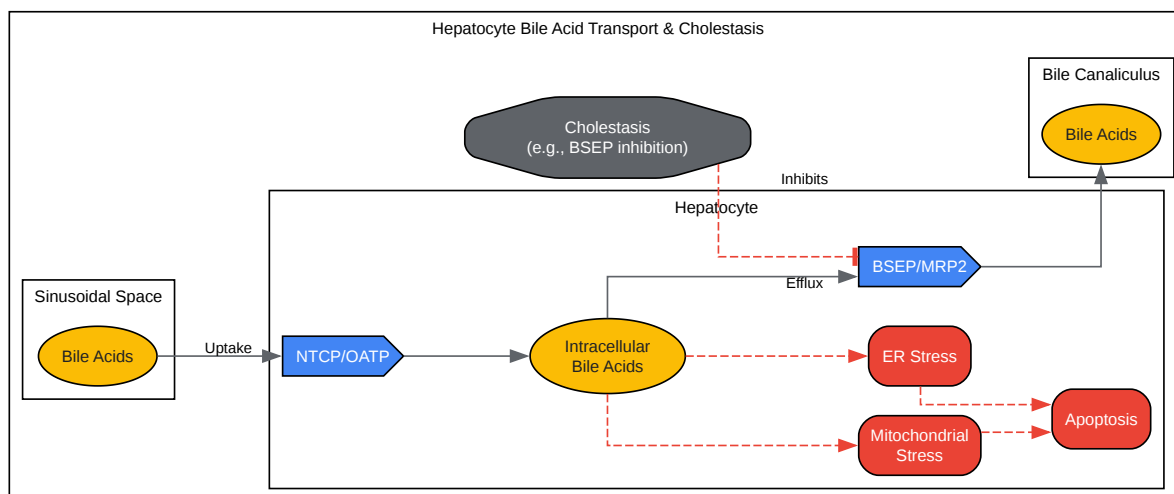 Hepatocyte Bile Acid Transport & Cholestasis
Bile Canaliculus
Bile Acids
Cholestasis
(e.g., BSEP inhibition)
Inhibits
Hepatocyte
BSEP/MRP2
Efflux
Sinusoidal Space
Bile Acids
Uptake
NTCP/OATP
Intracellular
Bile Acids
ER Stress
Mitochondrial
Stress
Apoptosis